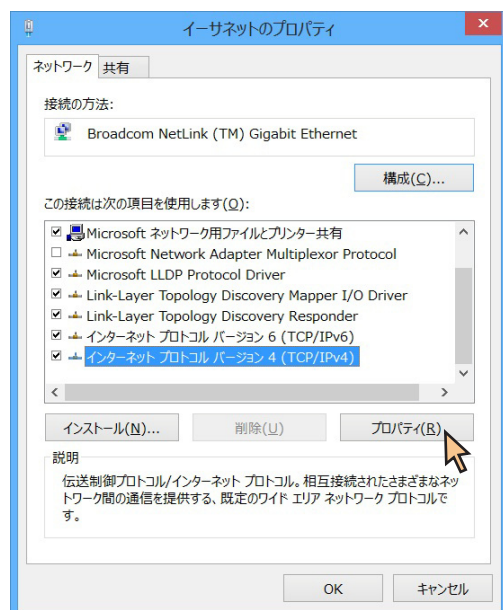 イーサネットのプロパティ
ネットワーク 共有
接続の方法:
Broadcom NetLink (TM) Gigabit Ethernet
構成(C)...
この接続は次の項目を使用します(O):
Microsoft ネットワーク用ファイルとプリンター共有
Microsoft Network Adapter Multiplexor Protocol
Microsoft LLDP Protocol Driver
Link-Layer Topology Discovery Mapper I/O Driver
Link-Layer Topology Discovery Responder
インターネット プロトコル バージョン 6 (TCP/IPv6)
インターネット プロトコル バージョン 4 (TCP/IPv4)
インストール(N)... 削除(U) プロパティ(R)
説明
伝送制御プロトコル/インターネット プロトコル。相互接続されたさまざまなネッ
トワーク間の通信を提供する、既定のワイド エリア ネットワーク プロトコルで
す。
OK キャンセル